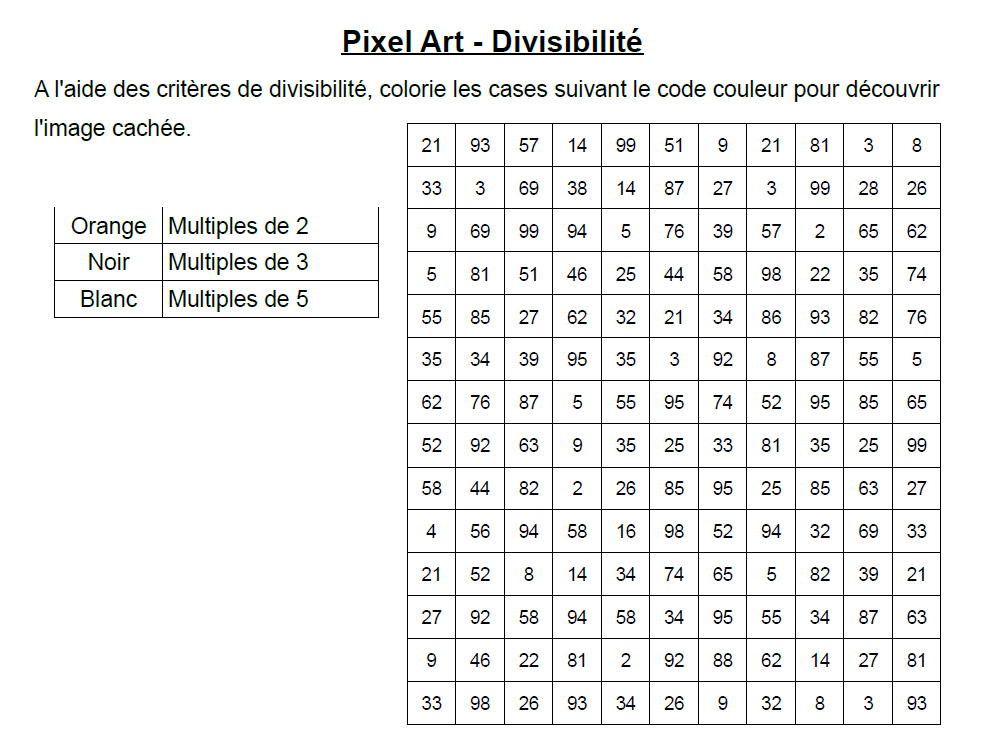 Pixel Art - Divisibilité
A l'aide des critères de divisibilité, colorie les cases suivant le code couleur pour découvrir
l'image cachée.
Orange Multiples de 2
Noir Multiples de 3
Blanc Multiples de 5
21 93 57 14 99 51 9 21 81 3 8
33 3 69 38 14 87 27 3 99 28 26
9 69 99 94 5 76 39 57 2 65 62
5 81 51 46 25 44 58 98 22 35 74
55 85 27 62 32 21 34 86 93 82 76
35 34 39 95 35 3 92 8 87 55 5
62 76 87 5 55 95 74 52 95 85 65
52 92 63 9 35 25 33 81 35 25 99
58 44 82 2 26 85 95 25 85 63 27
4 56 94 58 16 98 52 94 32 69 33
21 52 8 14 34 74 65 5 82 39 21
27 92 58 94 58 34 95 55 34 87 63
9 46 22 81 2 92 88 62 14 27 81
33 98 26 93 34 26 9 32 8 3 93